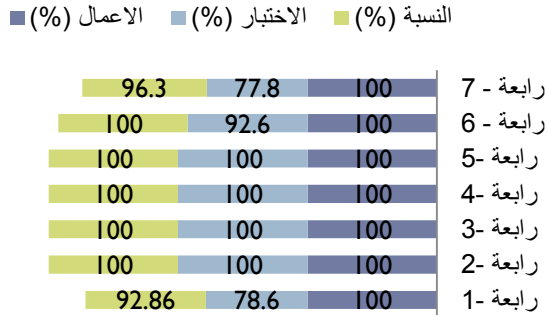 الاعمال (%) الاختبار (%) النسبة (%)
رابعة - 7 100 77.8 96.3
رابعة - 6 100 92.6 100
رابعة -5 100 100 100
رابعة -4 100 100 100
رابعة -3 100 100 100
رابعة -2 100 100 100
رابعة -1 100 78.6 92.86